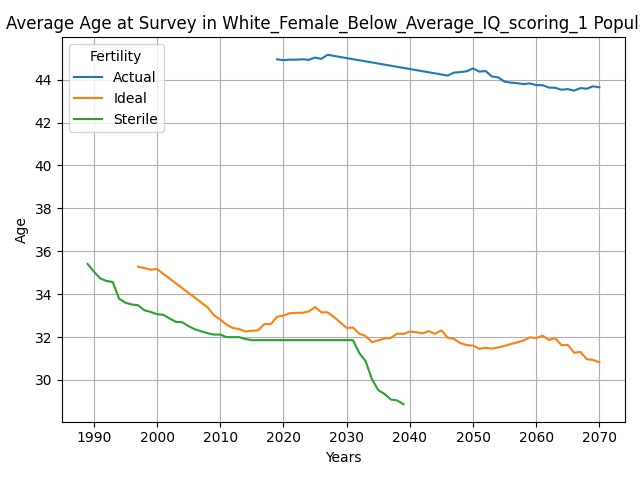 Average Age at Survey in White_Female_Below_Average_IQ_scoring_1 Popul
Fertility
Actual
Ideal
Sterile
44
42
40
38
36
34
32
30
Age
1990 2000 2010 2020 2030 2040 2050 2060 2070
Years